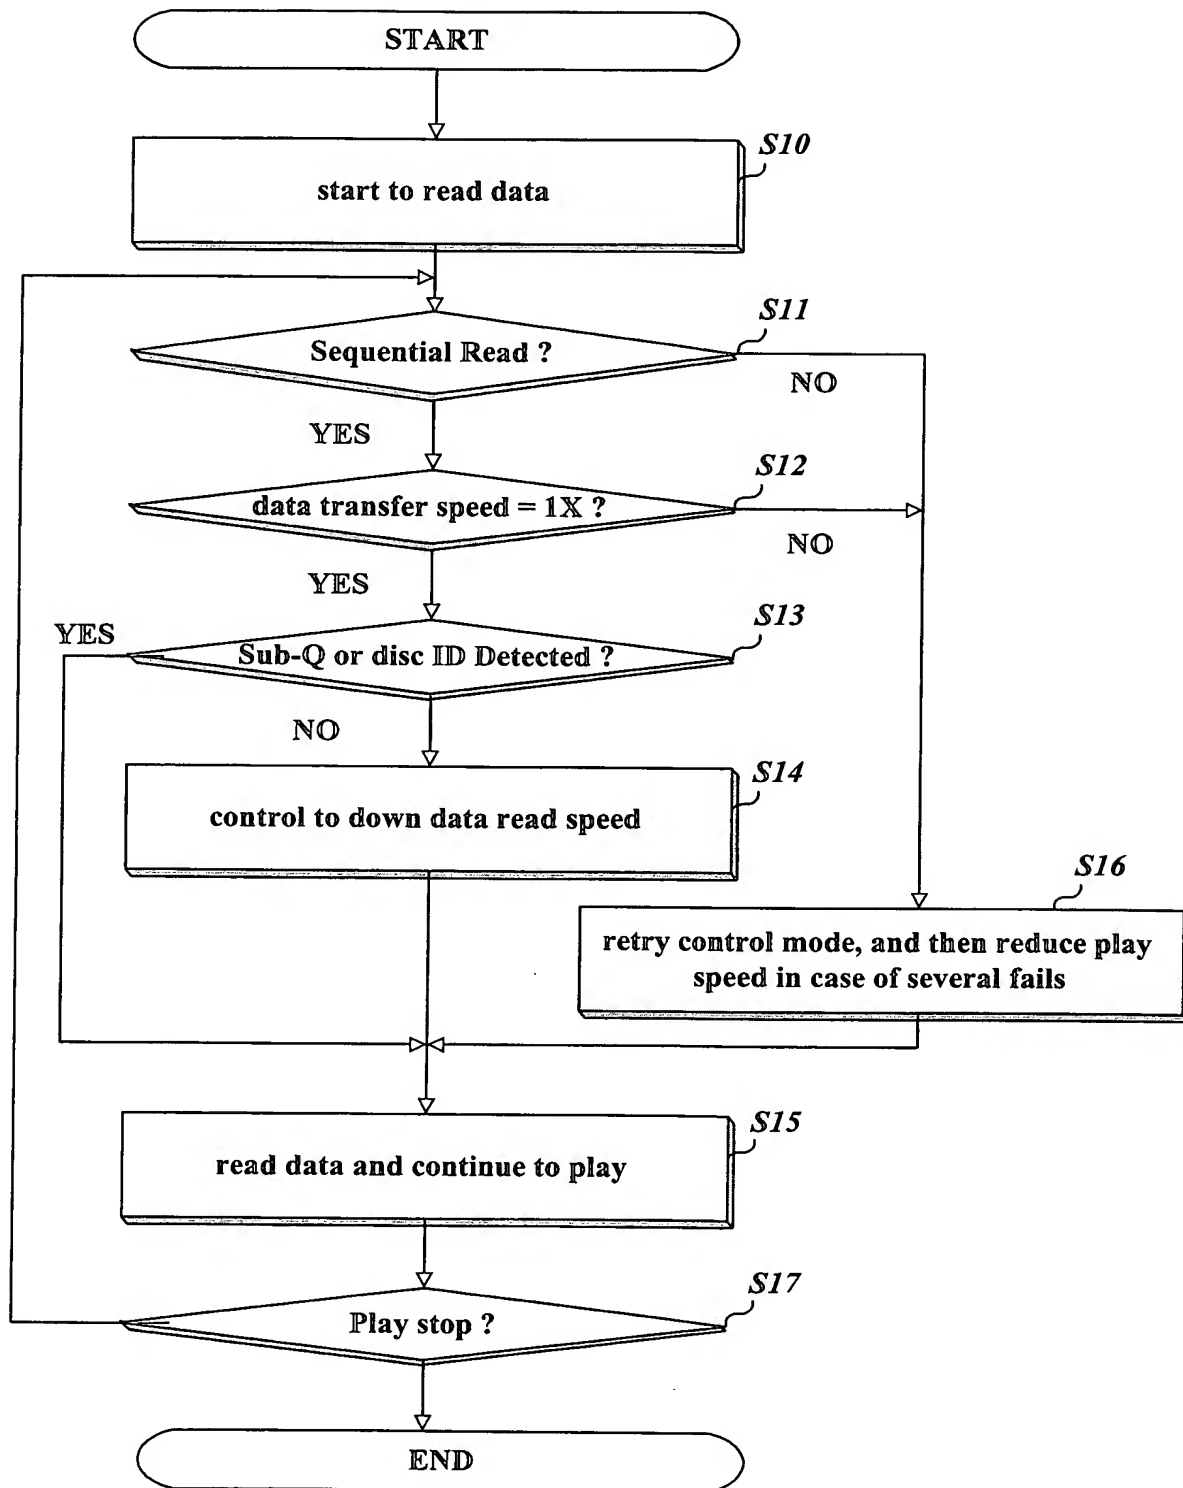 START
S10
start to read data
S11
Sequential Read ?
NO
YES
S12
data transfer speed = 1X ?
NO
YES
S13
YES
Sub-Q or disc ID Detected ?
NO
S14
control to down data read speed
S16
retry control mode, and then reduce play
speed in case of several fails
S15
read data and continue to play
S17
Play stop ?
END